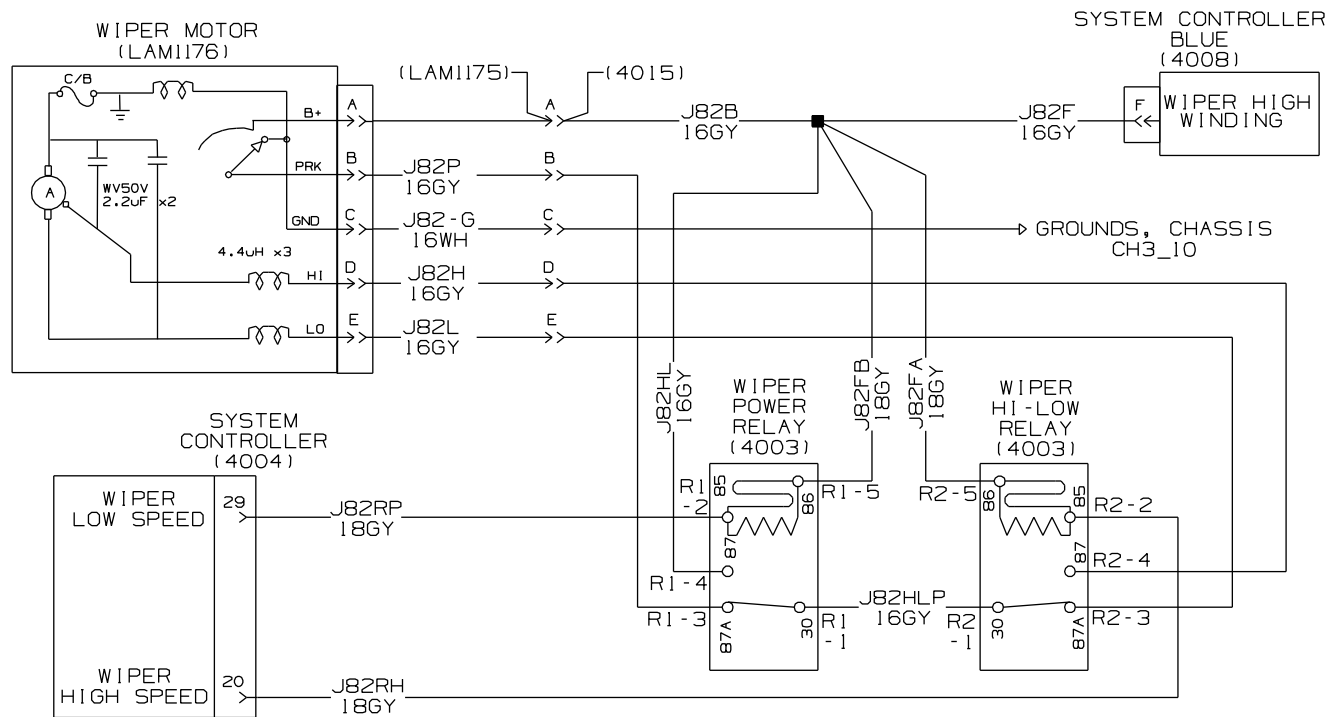 WIPER MOTOR
(LAM1176)
C/B
A
WV50V
2.2uF x2
4.4uH x3
B+
PRK
GND
HI
LO
A
B
C
D
E
(LAM1175)
(4015)
A
B
C
D
E
J82B
16GY
J82P
16GY
J82-G
16WH
J82H
16GY
J82L
16GY
J82F
16GY
SYSTEM CONTROLLER
BLUE
(4008)
F
WIPER HIGH
WINDING
GROUNDS, CHASSIS
CH3_10
J82HL
16GY
J82FB
18GY
J82FA
18GY
WIPER
POWER
RELAY
(4003)
WIPER
HI-LOW
RELAY
(4003)
SYSTEM
CONTROLLER
(4004)
WIPER
LOW SPEED
29
WIPER
HIGH SPEED
20
J82RP
18GY
J82RH
18GY
R1
-2
85
86
R1-5
87
R1-4
R1-3
87A
30
R1
-1
J82HLP
16GY
R2-5
86
85
R2-2
87
R2-4
R2
-1
30
87A
R2-3